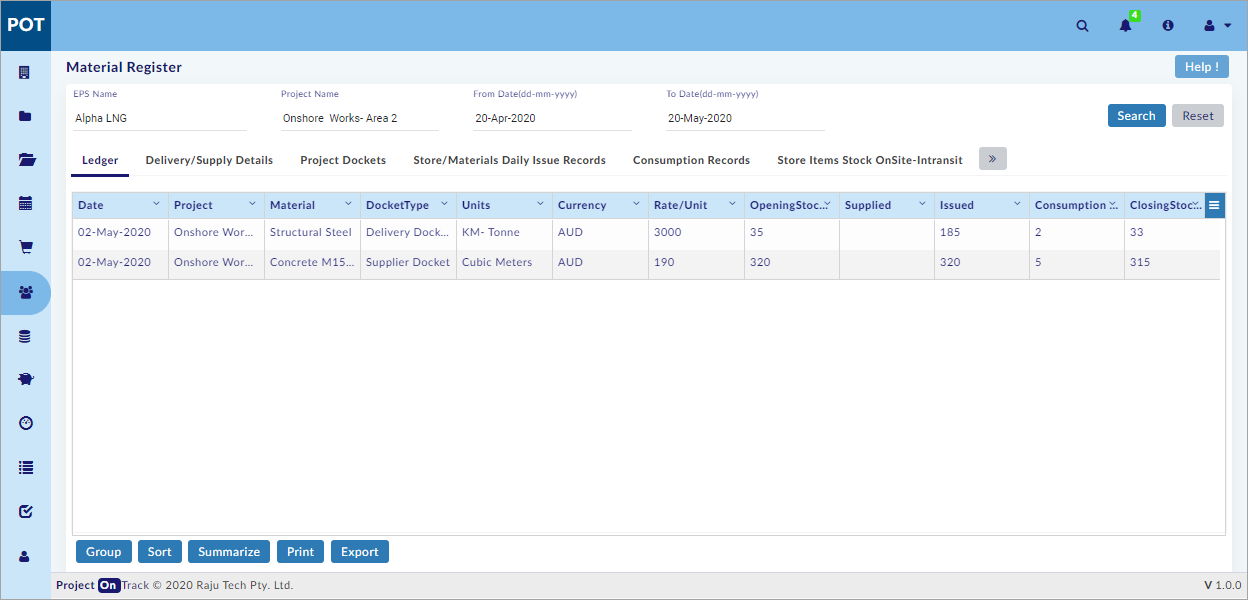 POT
4
Material Register
Help !
EPS Name Project Name From Date(dd-mm-yyyy) To Date(dd-mm-yyyy)
Alpha LNG Onshore Works- Area 2 20-Apr-2020 20-May-2020
Search Reset
Ledger Delivery/Supply Details Project Dockets Store/Materials Daily Issue Records Consumption Records Store Items Stock OnSite-Intransit »
Date Project Material DocketType Units Currency Rate/Unit OpeningStoc... Supplied Issued Consumption ... ClosingStoc...
02-May-2020 Onshore Wor... Structural Steel Delivery Dock... KM- Tonne AUD 3000 35 185 2 33
02-May-2020 Onshore Wor... Concrete M15... Supplier Docket Cubic Meters AUD 190 320 320 5 315
Group Sort Summarize Print Export
Project On Track © 2020 Raju Tech Pty. Ltd. V 1.0.0